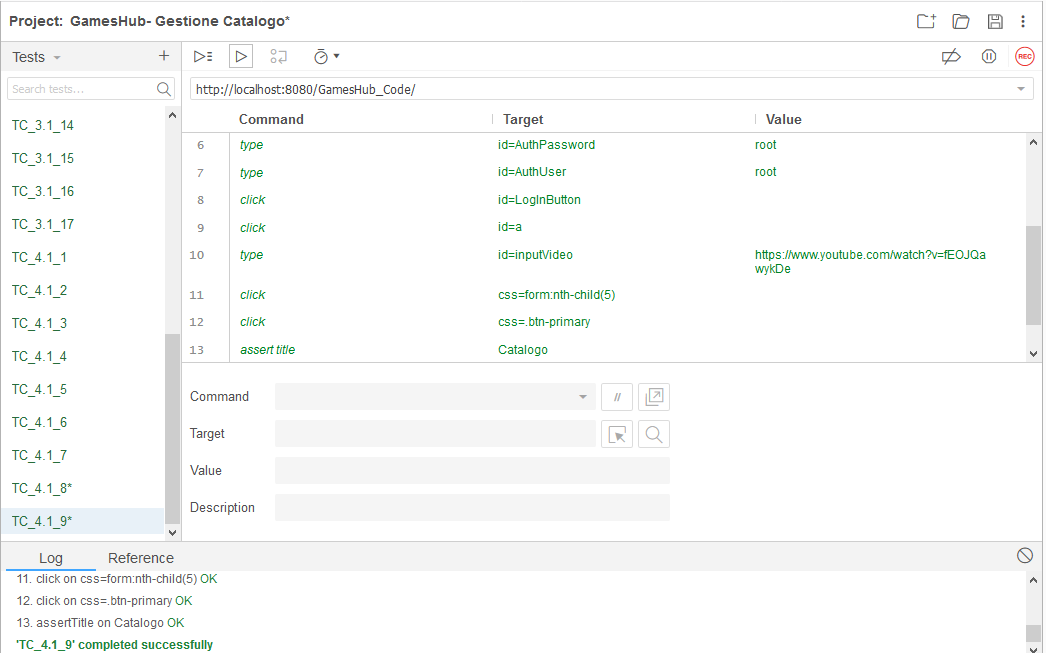 Project: GamesHub- Gestione Catalogo*
Tests
+
REC
Search tests...
http://localhost:8080/GamesHub_Code/
Command Target Value
TC_3.1_14
TC_3.1_15
TC_3.1_16
TC_3.1_17
TC_4.1_1
TC_4.1_2
TC_4.1_3
TC_4.1_4
TC_4.1_5
TC_4.1_6
TC_4.1_7
TC_4.1_8*
TC_4.1_9*
6 type id=AuthPassword root
7 type id=AuthUser root
8 click id=LogInButton
9 click id=a
10 type id=inputVideo https://www.youtube.com/watch?v=fEOJQa
wykDe
11 click css=form:nth-child(5)
12 click css=.btn-primary
13 assert title Catalogo
Command //
Target
Value
Description
Log Reference
11. click on css=form:nth-child(5) OK
12. click on css=.btn-primary OK
13. assertTitle on Catalogo OK
'TC_4.1_9' completed successfully